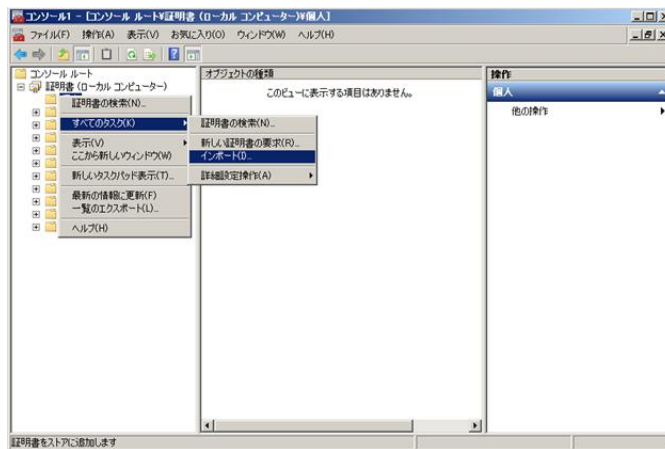 コンソール1 - [コンソール ルート¥証明書 (ローカル コンピューター)¥個人]
ファイル(F) 操作(A) 表示(V) お気に入り(O) ウィンドウ(W) ヘルプ(H)
コンソール ルート
証明書 (ローカル コンピューター)
証明書の検索(N)...
すべてのタスク(K)
表示(V)
ここから新しいウィンドウ(W)
新しいタスクパッド表示(T)...
最新の情報に更新(F)
一覧のエクスポート(L)...
ヘルプ(H)
証明書の検索(N)...
新しい証明書の要求(R)...
インポート(I)...
詳細設定操作(A)
オブジェクトの種類
このビューに表示する項目はありません。
操作
個人
他の操作
証明書をストアに追加します